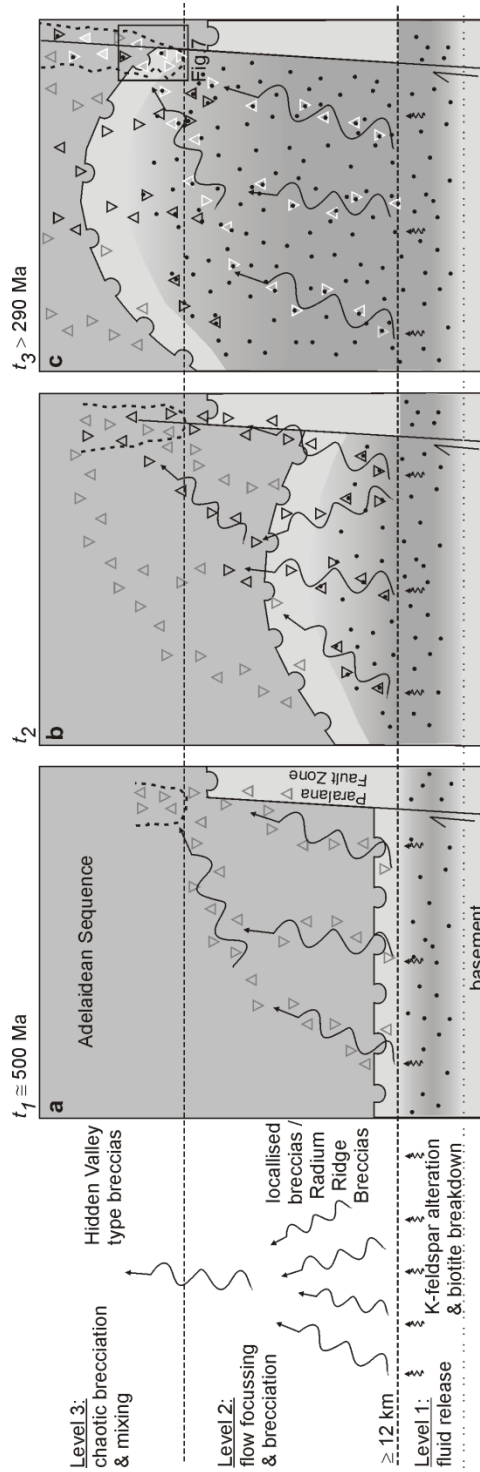 Level 3:
chaotic brecciation
& mixing
Hidden Valley
type breccias
Level 2:
flow focussing
& brecciation
locallised
breccias /
Radium
Ridge
Breccias
≥ 12 km
Level 1:
fluid release
K-feldspar alteration
& biotite breakdown
t1 ≅ 500 Ma
Adelaidean Sequence
Paralana
Fault Zone
a
basement
t2
b
t3 > 290 Ma
Fig. 7
c